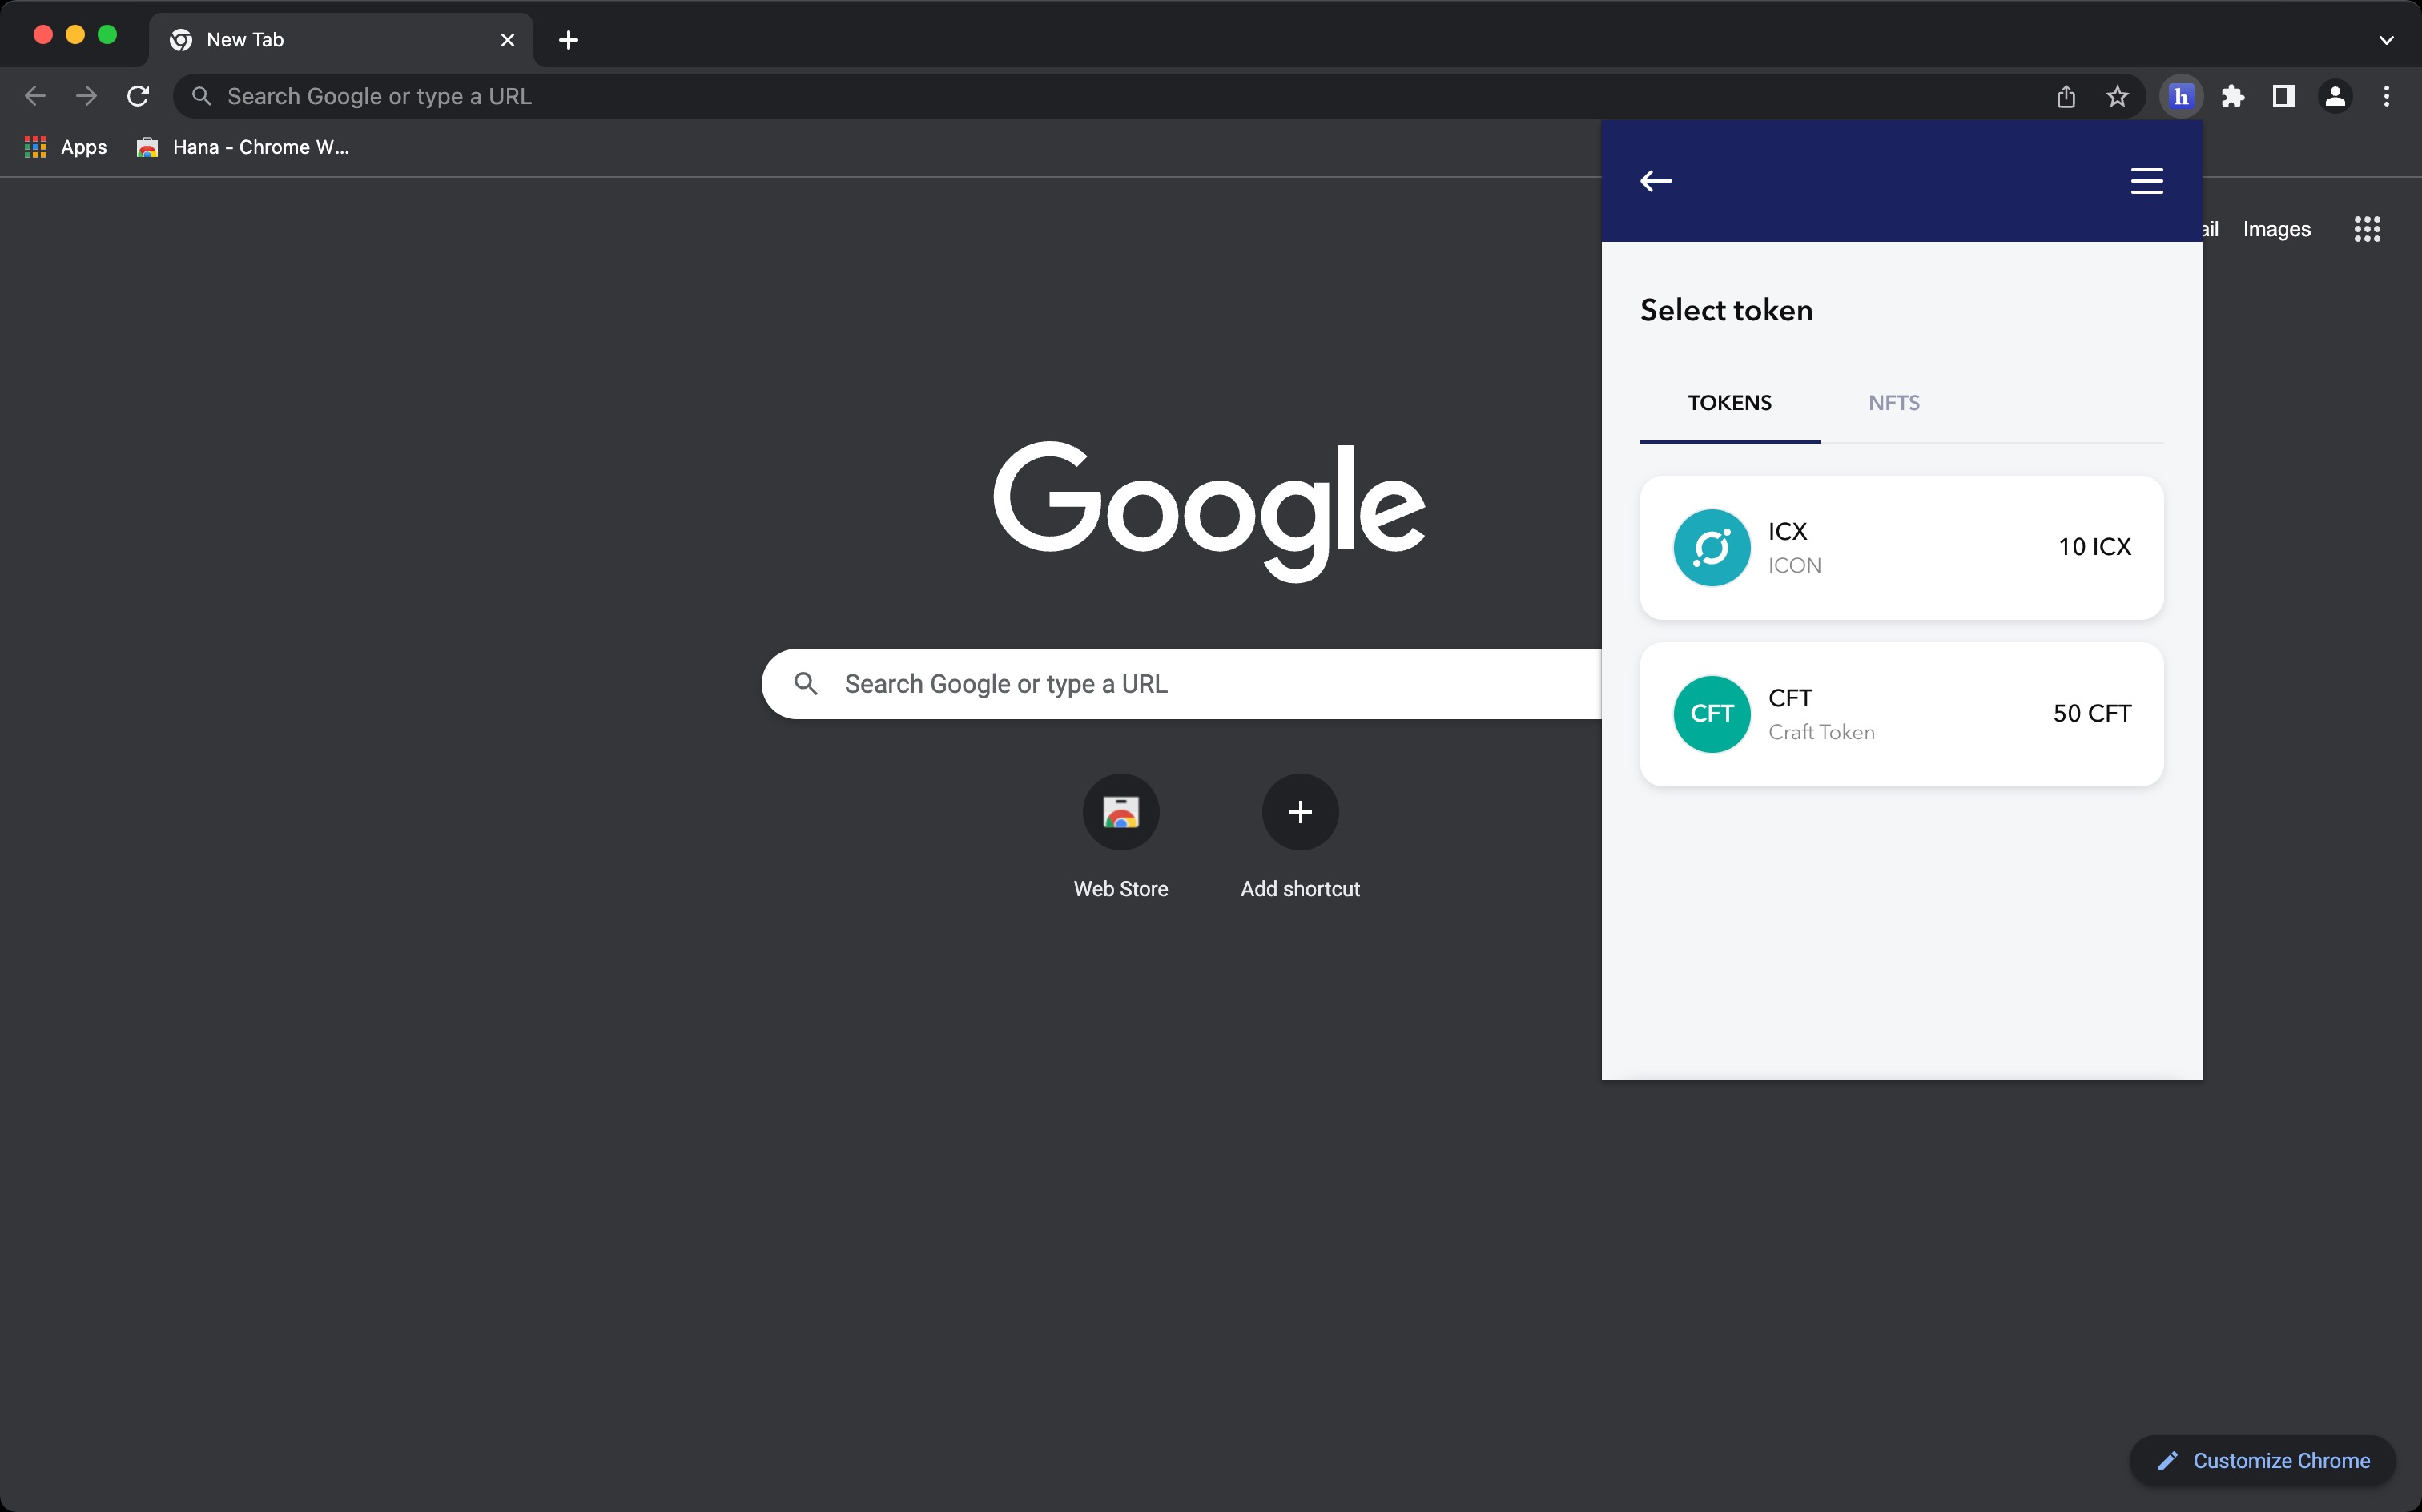 New Tab
Search Google or type a URL
h
Apps
Hana - Chrome W...
ail
Images
Select token
TOKENS
NFTS
ICX
ICON
10 ICX
CFT
CFT
Craft Token
50 CFT
Google
Search Google or type a URL
Web Store
Add shortcut
Customize Chrome